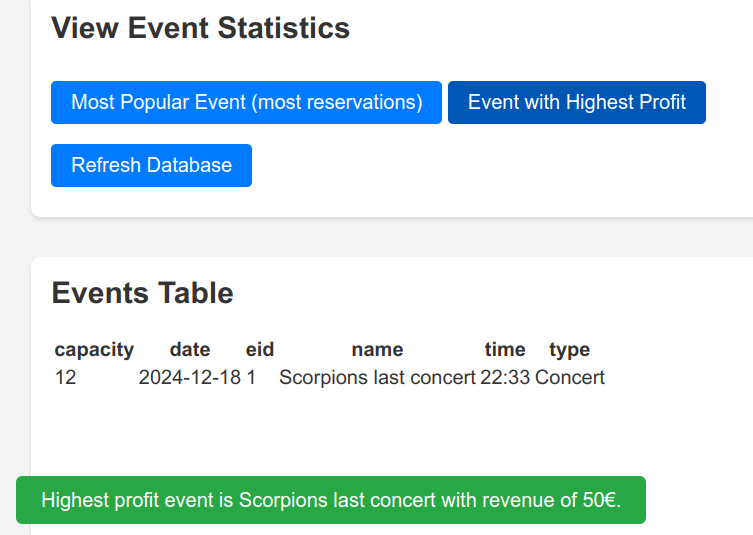 View Event Statistics
Most Popular Event (most reservations) Event with Highest Profit
Refresh Database
Events Table
capacity date eid name time type
12 2024-12-18 1 Scorpions last concert 22:33 Concert
Highest profit event is Scorpions last concert with revenue of 50€.